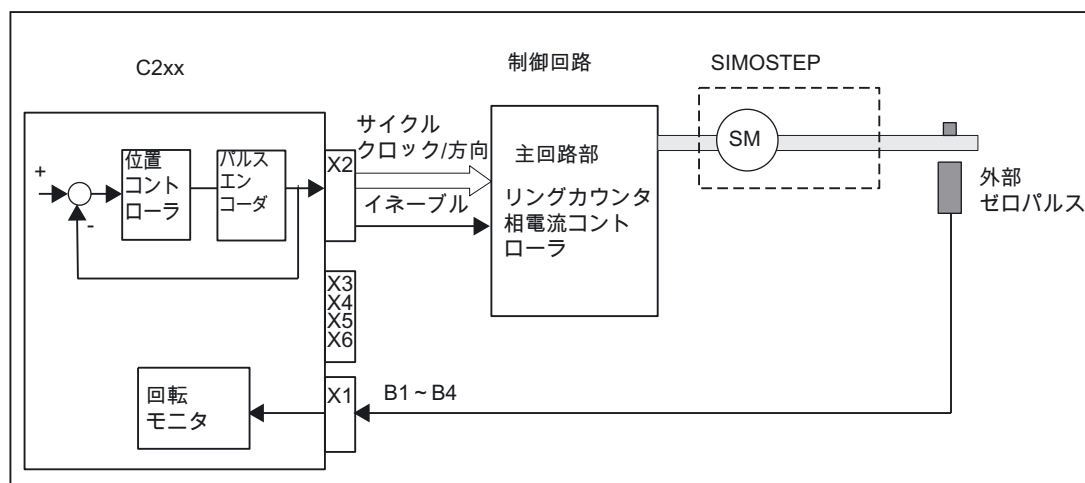 C2xx
制御回路
SIMOSTEP
+
-
位置
コント
ローラ
パルス
エン
コーダ
X2
サイクル
クロック/方向
イネーブル
主回路部
リングカウンタ
相電流コント
ローラ
SM
外部
ゼロパルス
X3
X4
X5
X6
回転
モニタ
X1
B1~B4